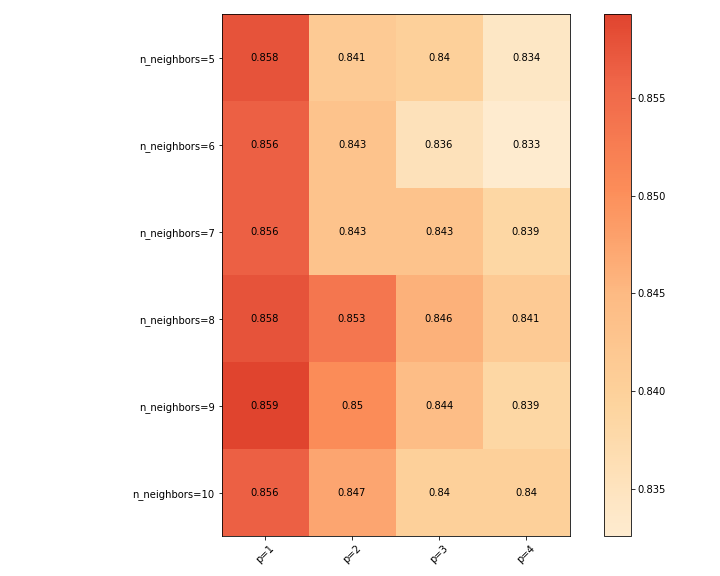 n_neighbors=5 0.858 0.841 0.84 0.834
n_neighbors=6 0.856 0.843 0.836 0.833
n_neighbors=7 0.856 0.843 0.843 0.839
n_neighbors=8 0.858 0.853 0.846 0.841
n_neighbors=9 0.859 0.85 0.844 0.839
n_neighbors=10 0.856 0.847 0.84 0.84
p=1 p=2 p=3 p=4
0.855
0.850
0.845
0.840
0.835